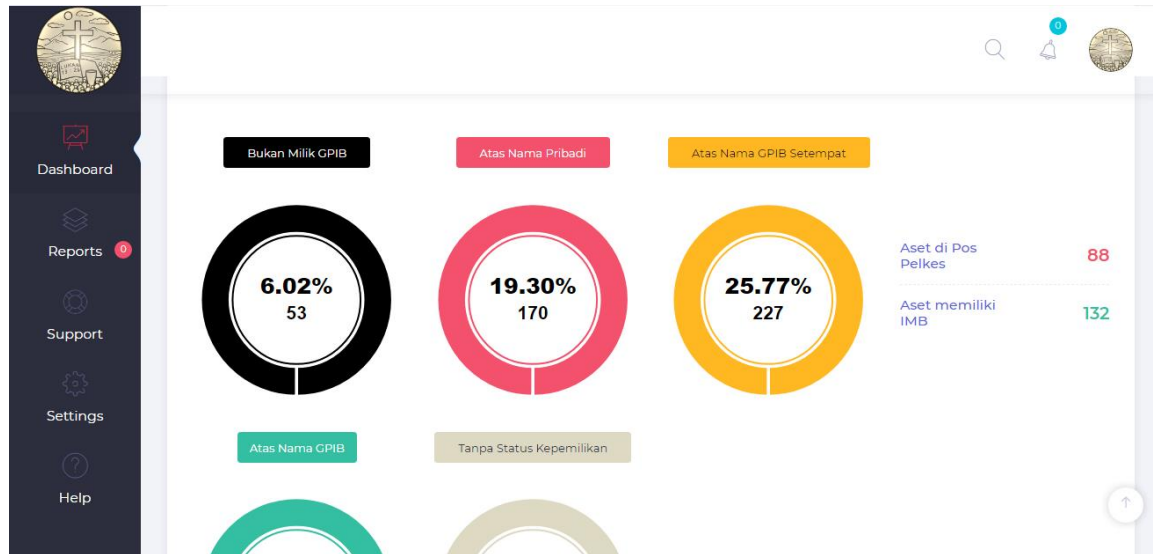 0
Dashboard
Reports 0
Support
Settings
Help
Bukan Milik GPIB
Atas Nama Pribadi
Atas Nama GPIB Setempat
6.02%
53
19.30%
170
25.77%
227
Aset di Pos
Pelkes
88
Aset memiliki
IMB
132
Atas Nama GPIB
Tanpa Status Kepemilikan